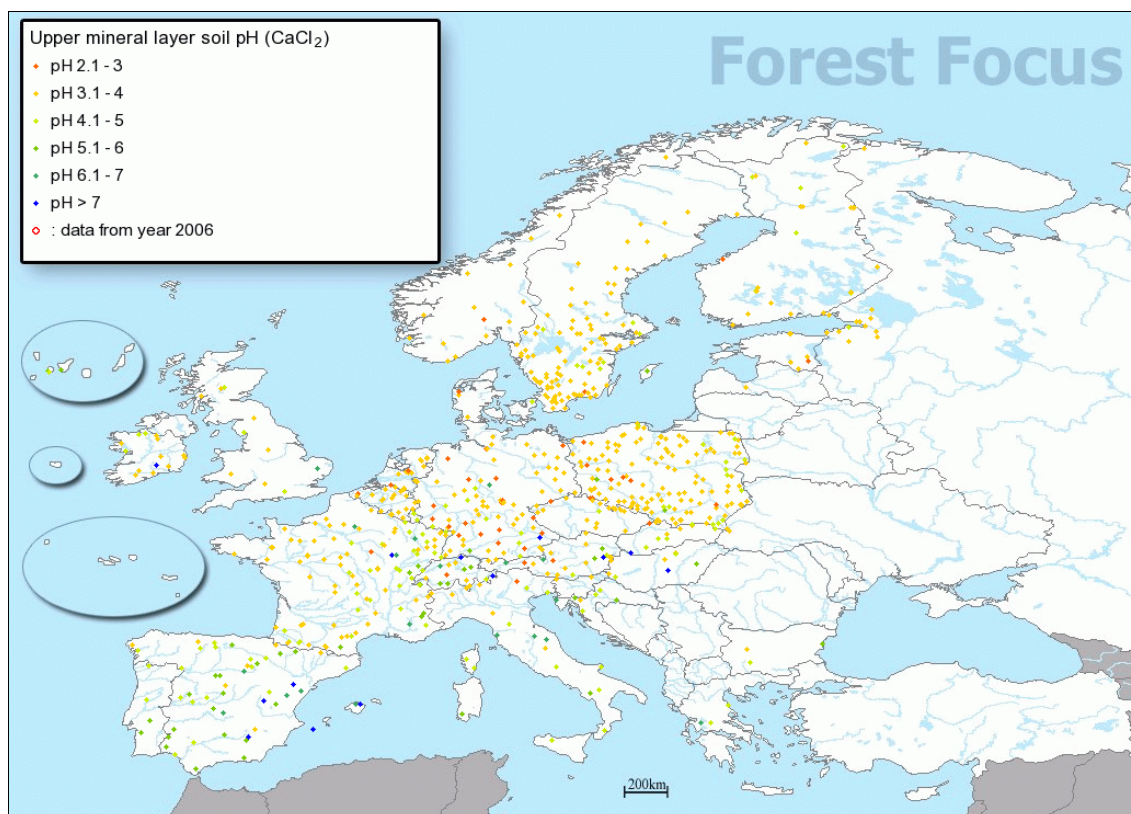 Upper mineral layer soil pH (CaCl₂)
pH 2.1 - 3
pH 3.1 - 4
pH 4.1 - 5
pH 5.1 - 6
pH 6.1 - 7
pH > 7
: data from year 2006
Forest Focus
200km